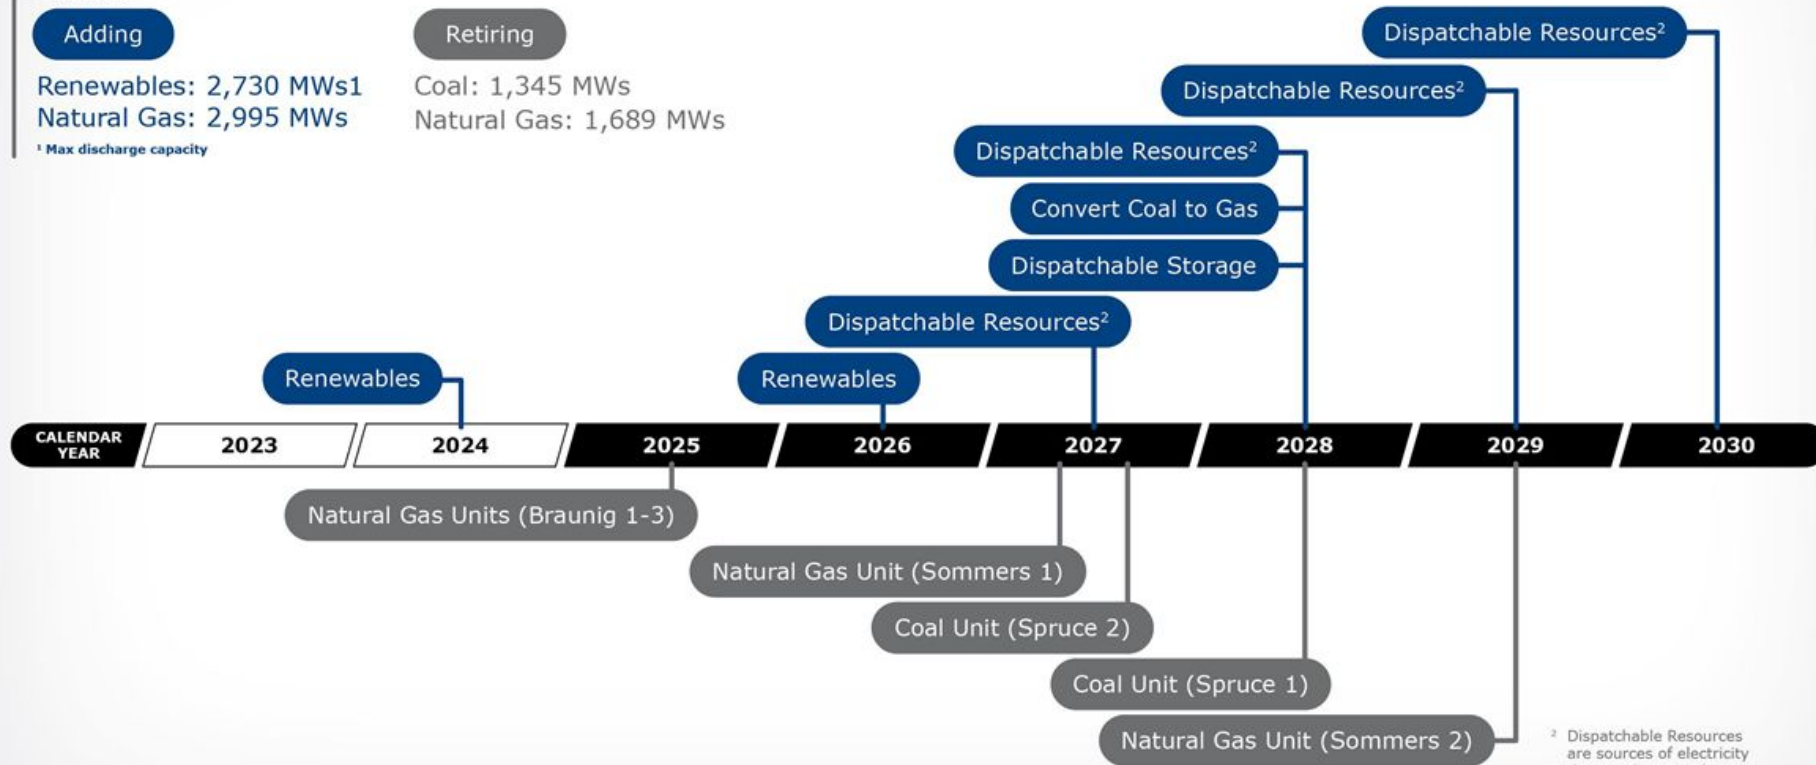 Adding
Renewables: 2,730 MWs1
Natural Gas: 2,995 MWs
¹ Max discharge capacity
Retiring
Coal: 1,345 MWs
Natural Gas: 1,689 MWs
Dispatchable Resources²
Dispatchable Resources²
Dispatchable Resources²
Convert Coal to Gas
Dispatchable Storage
Dispatchable Resources²
Renewables
Renewables
CALENDAR
YEAR
2023
2024
2025
2026
2027
2028
2029
2030
Natural Gas Units (Braunig 1-3)
Natural Gas Unit (Sommers 1)
Coal Unit (Spruce 2)
Coal Unit (Spruce 1)
Natural Gas Unit (Sommers 2)
² Dispatchable Resources
are sources of electricity